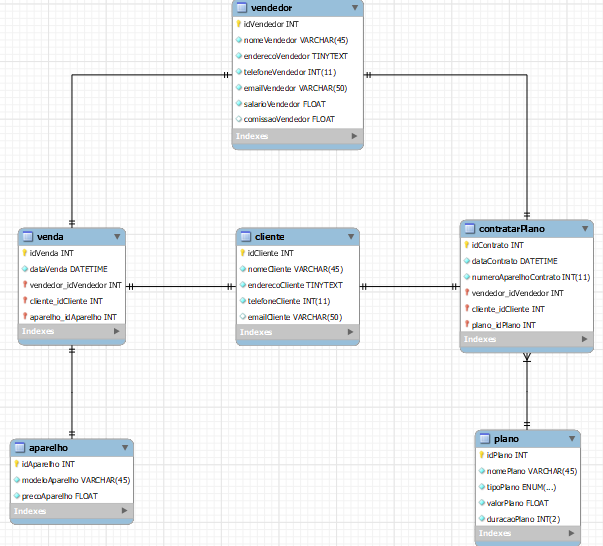 vendedor
idVendedor INT
nomeVendedor VARCHAR(45)
enderecoVendedor TINYTEXT
telefoneVendedor INT(11)
emailVendedor VARCHAR(50)
salarioVendedor FLOAT
comissaoVendedor FLOAT
Indexes
venda
idVenda INT
dataVenda DATETIME
vendedor_idVendedor INT
cliente_idCliente INT
aparelho_idAparelho INT
Indexes
cliente
idCliente INT
nomeCliente VARCHAR(45)
enderecoCliente TINYTEXT
telefoneCliente INT(11)
emailCliente VARCHAR(50)
Indexes
contratarPlano
idContrato INT
dataContrato DATETIME
numeroAparelhoContrato INT(11)
vendedor_idVendedor INT
cliente_idCliente INT
plano_idPlano INT
Indexes
aparelho
idAparelho INT
modeloAparelho VARCHAR(45)
precoAparelho FLOAT
Indexes
plano
idPlano INT
nomePlano VARCHAR(45)
tipoPlano ENUM(...)
valorPlano FLOAT
duracaoPlano INT(2)
Indexes